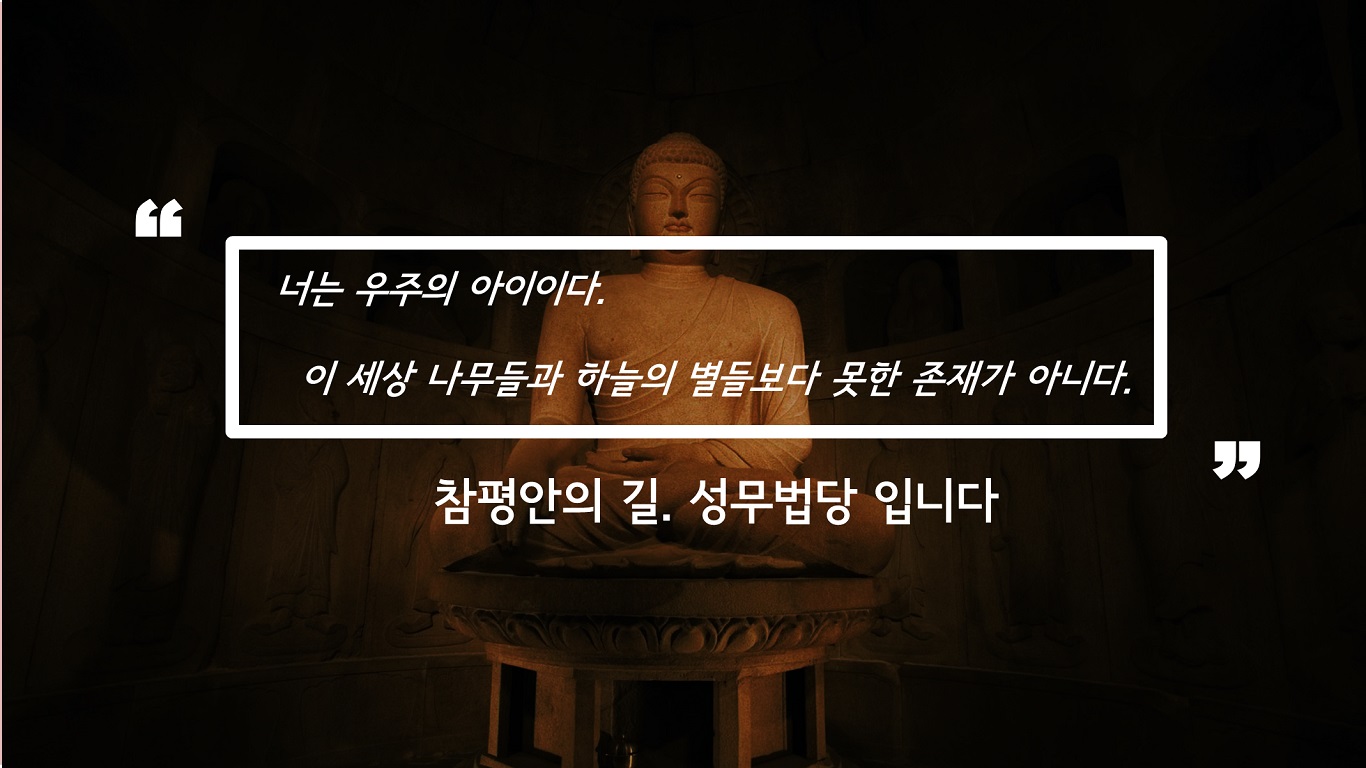 “
너는 우주의 아이이다.
이 세상 나무들과 하늘의 별들보다 못한 존재가 아니다.
”
참평안의 길. 성무법당 입니다